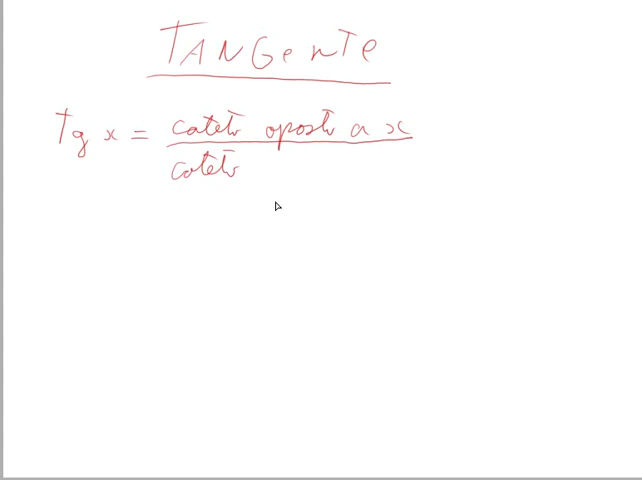 TANGeNTe
Tg x = cateto oposto a x
cateto